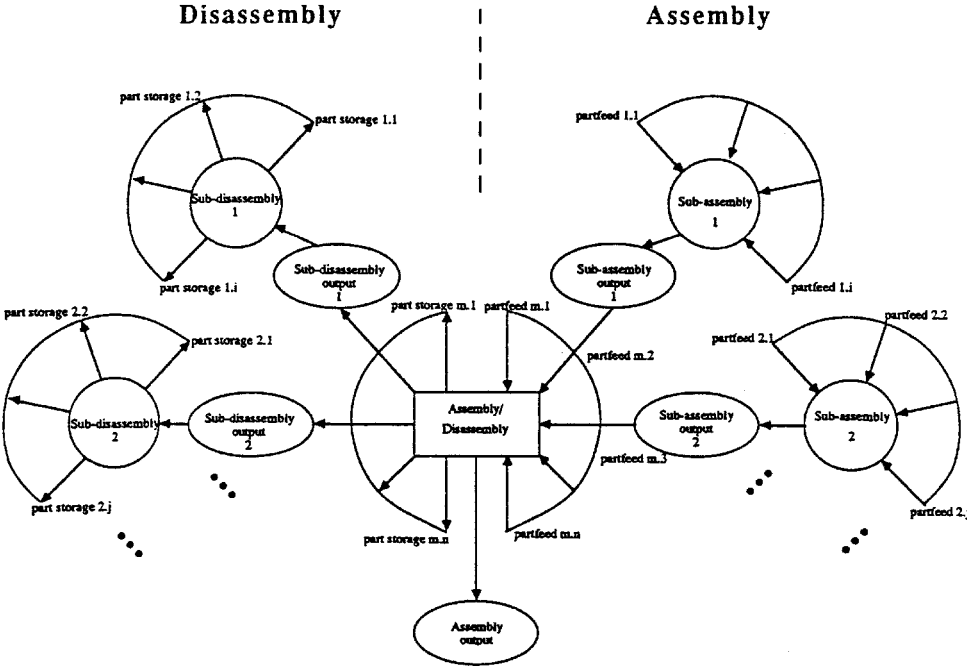 Disassembly
Assembly
part storage 1.2
part storage 1.1
partfeed 1.1
Sub-disassembly
1
Sub-assembly
1
Sub-disassembly
output
1
Sub-assembly
output
1
part storage 1.i
partfeed 1.i
part storage m.1
partfeed m.1
part storage 2.2
part storage 2.1
partfeed 2.2
partfeed 2.1
partfeed m.2
Assembly/
Disassembly
Sub-disassembly
2
Sub-disassembly
output
2
Sub-assembly
output
2
Sub-assembly
2
partfeed m.3
part storage 2.j
partfeed 2.j
part storage m.n
partfeed m.n
Assembly
output